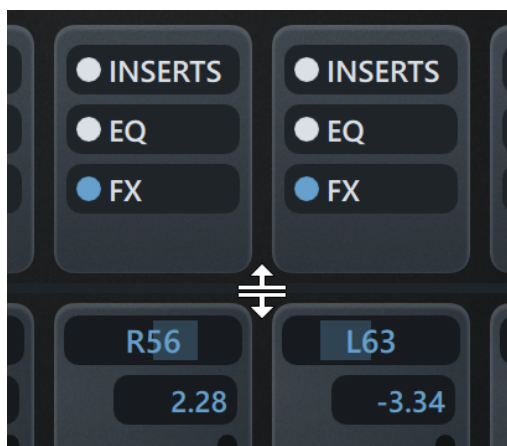 INSERTS INSERTS
EQ EQ
FX FX
R56 L63
2.28 -3.34